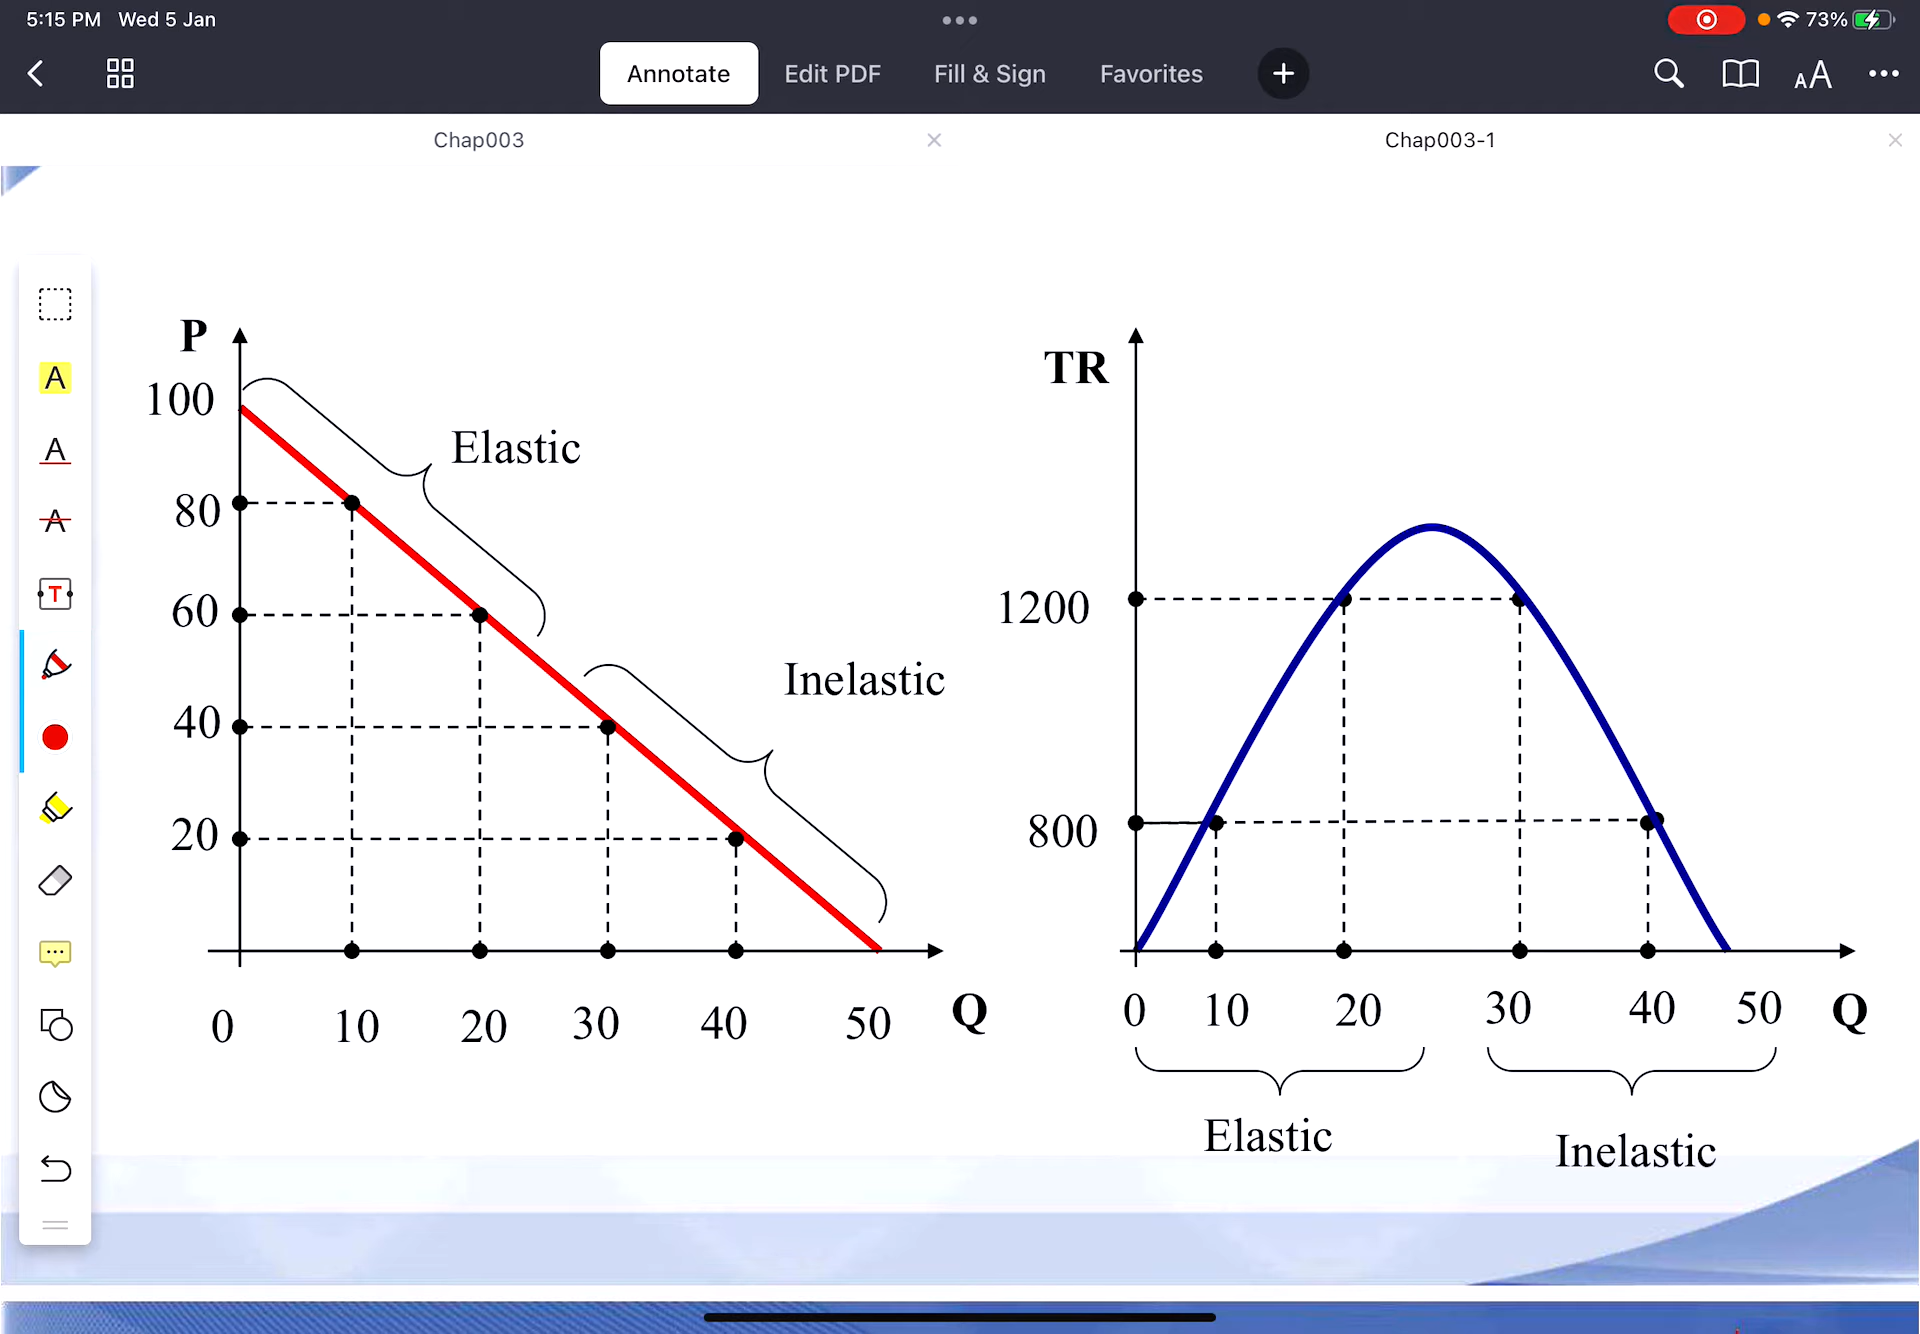 5:15 PM Wed 5 Jan
73%
Annotate
Edit PDF
Fill & Sign
Favorites
AA
Chap003
Chap003-1
A
A
A
T
P
100
80
60
40
20
Elastic
Inelastic
0 10 20 30 40 50 Q
TR
1200
800
0 10 20 30 40 50 Q
Elastic
Inelastic